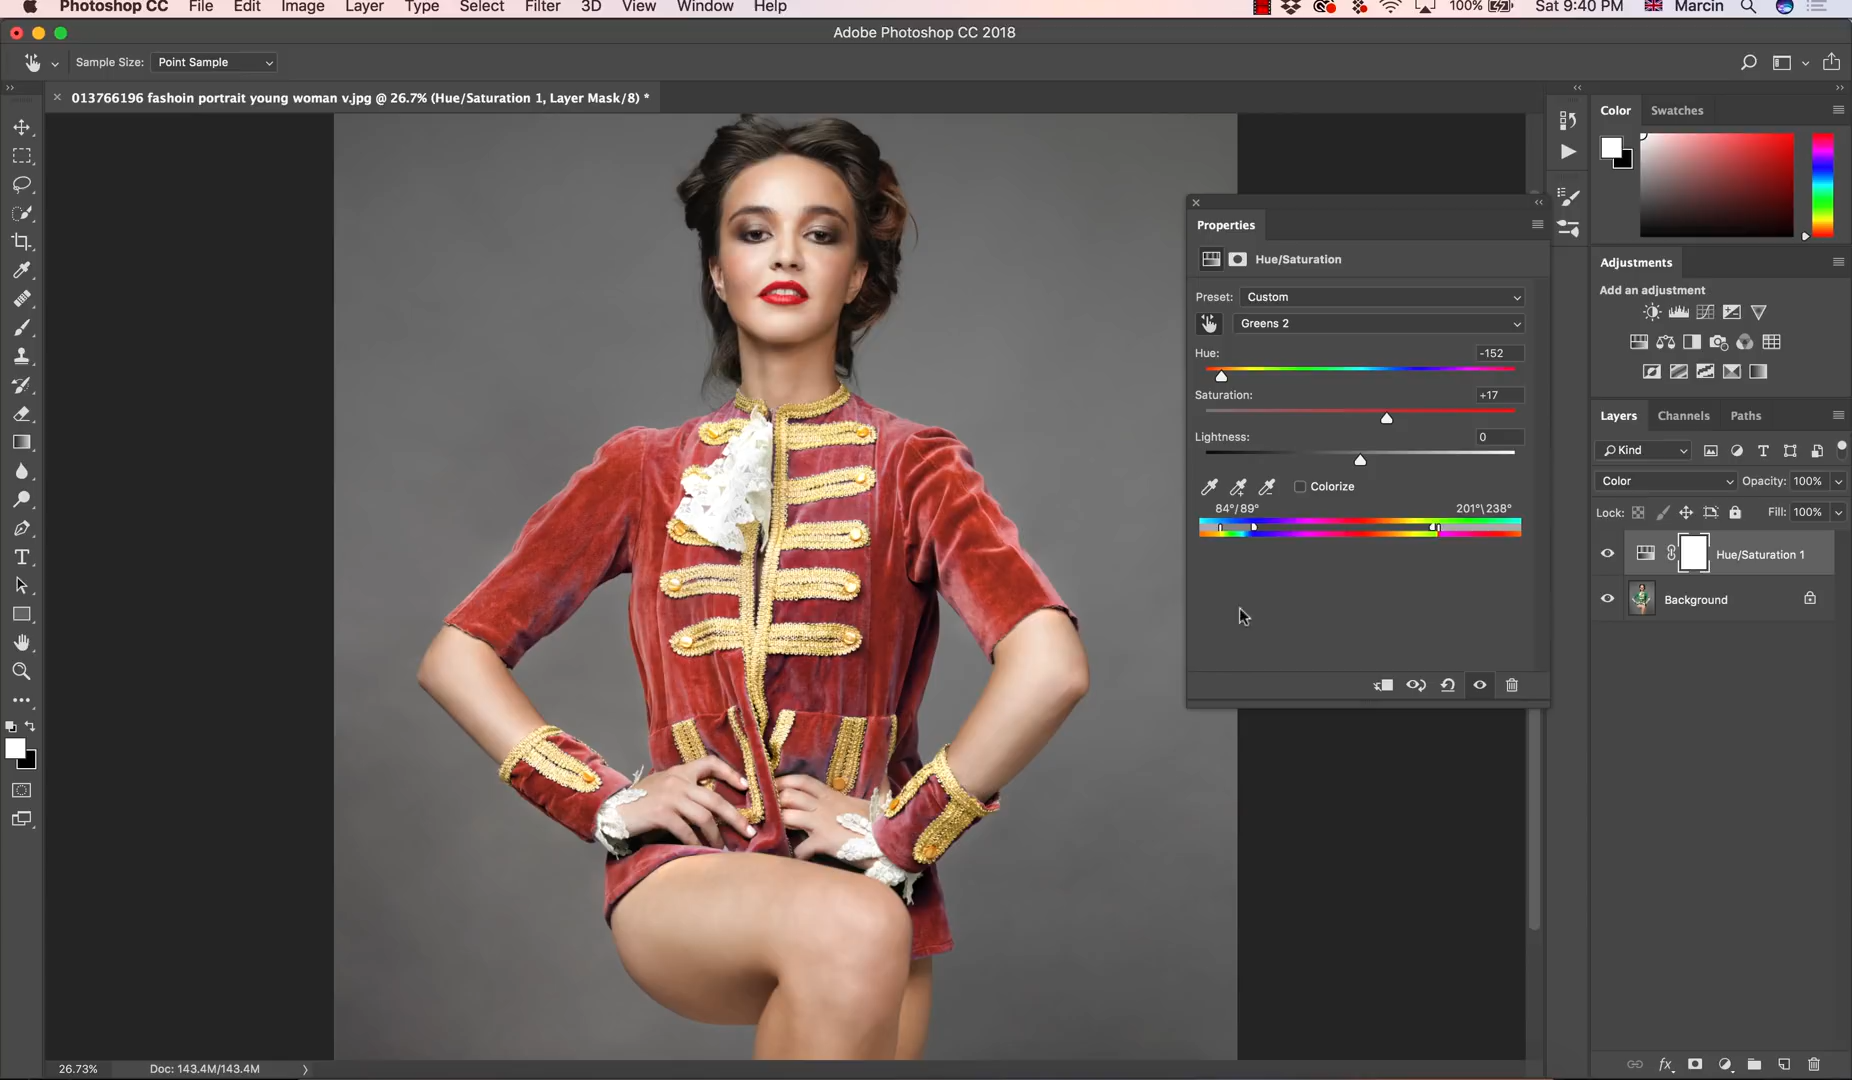 Photoshop CC File Edit Image Layer Type Select Filter 3D View Window Help 100% Sat 9:40 PM Marcin
Adobe Photoshop CC 2018
Sample Size: Point Sample
013766196 fashoin portrait young woman v.jpg @ 26.7% (Hue/Saturation 1, Layer Mask/8) *
Color Swatches
Properties
Hue/Saturation
Preset: Custom
Greens 2
Hue: -152
Saturation: +17
Lightness: 0
Colorize
84°/89° 201°\238°
Adjustments
Add an adjustment
Layers Channels Paths
Kind
Color Opacity: 100%
Lock: Fill: 100%
Hue/Saturation 1
Background
26.73% Doc: 143.4M/143.4M